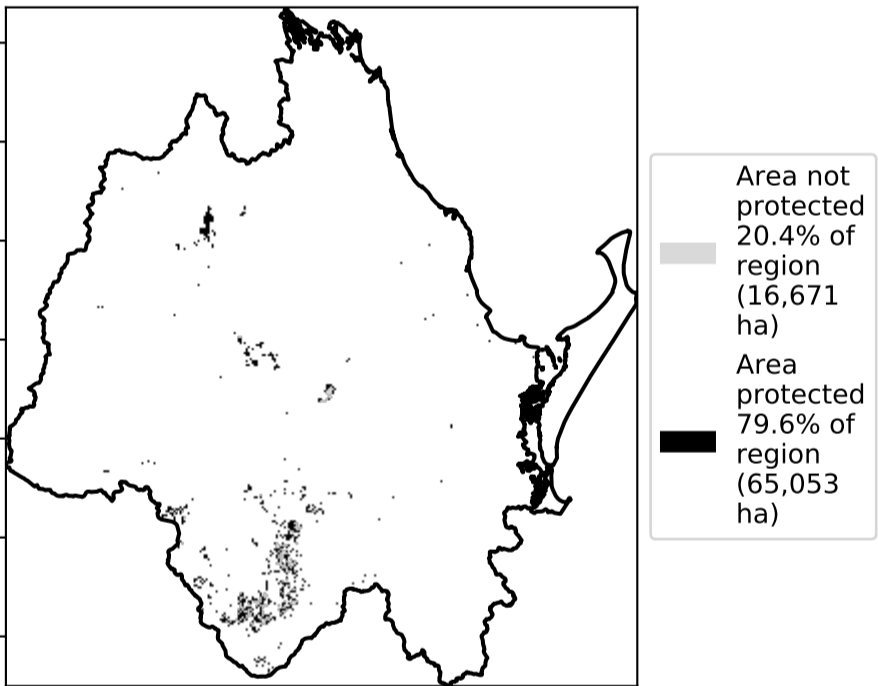 Area not
protected
20.4% of
region
(16,671
ha)
Area
protected
79.6% of
region
(65,053
ha)